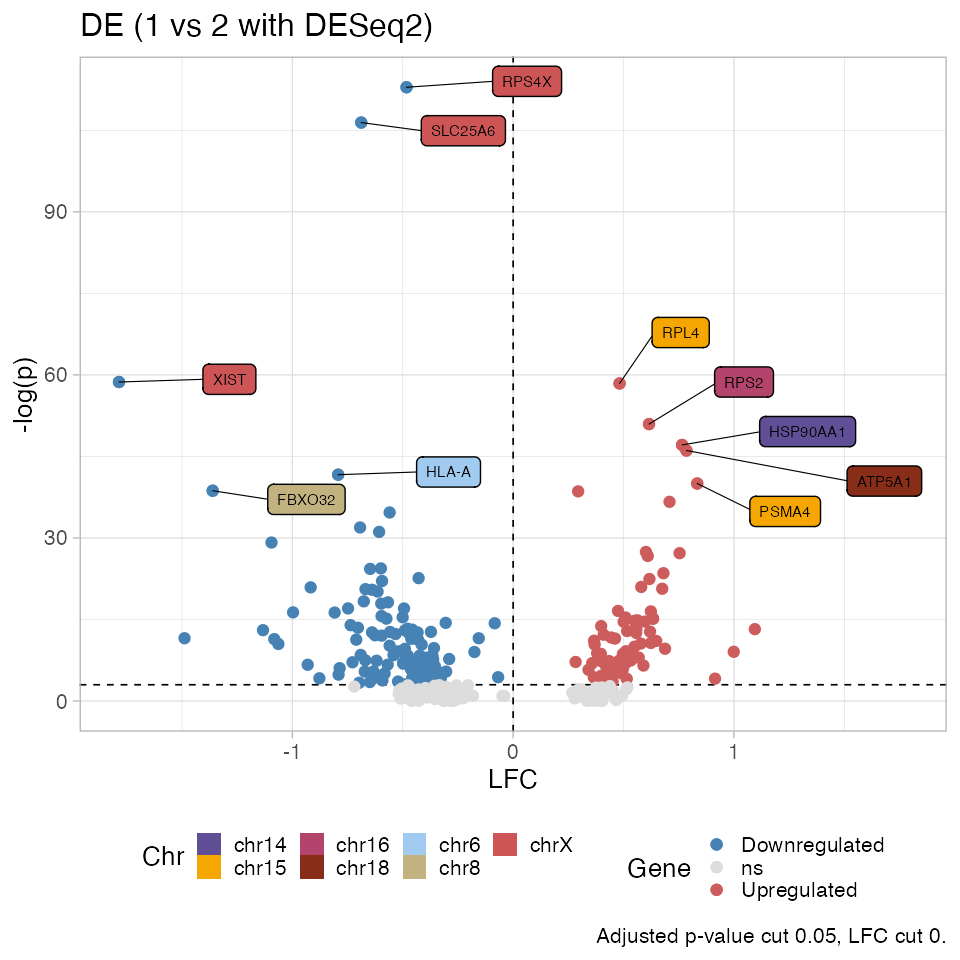 DE (1 vs 2 with DESeq2)
RPS4X
SLC25A6
90
RPL4
60
XIST
RPS2
-log(p)
HSP90AA1
HLA-A
ATP5A1
FBXO32
PSMA4
30
0
-1
0
1
LFC
Chr
chr14
chr16
chr6
chrX
chr15
chr18
chr8
Gene
Downregulated
ns
Upregulated
Adjusted p-value cut 0.05, LFC cut 0.